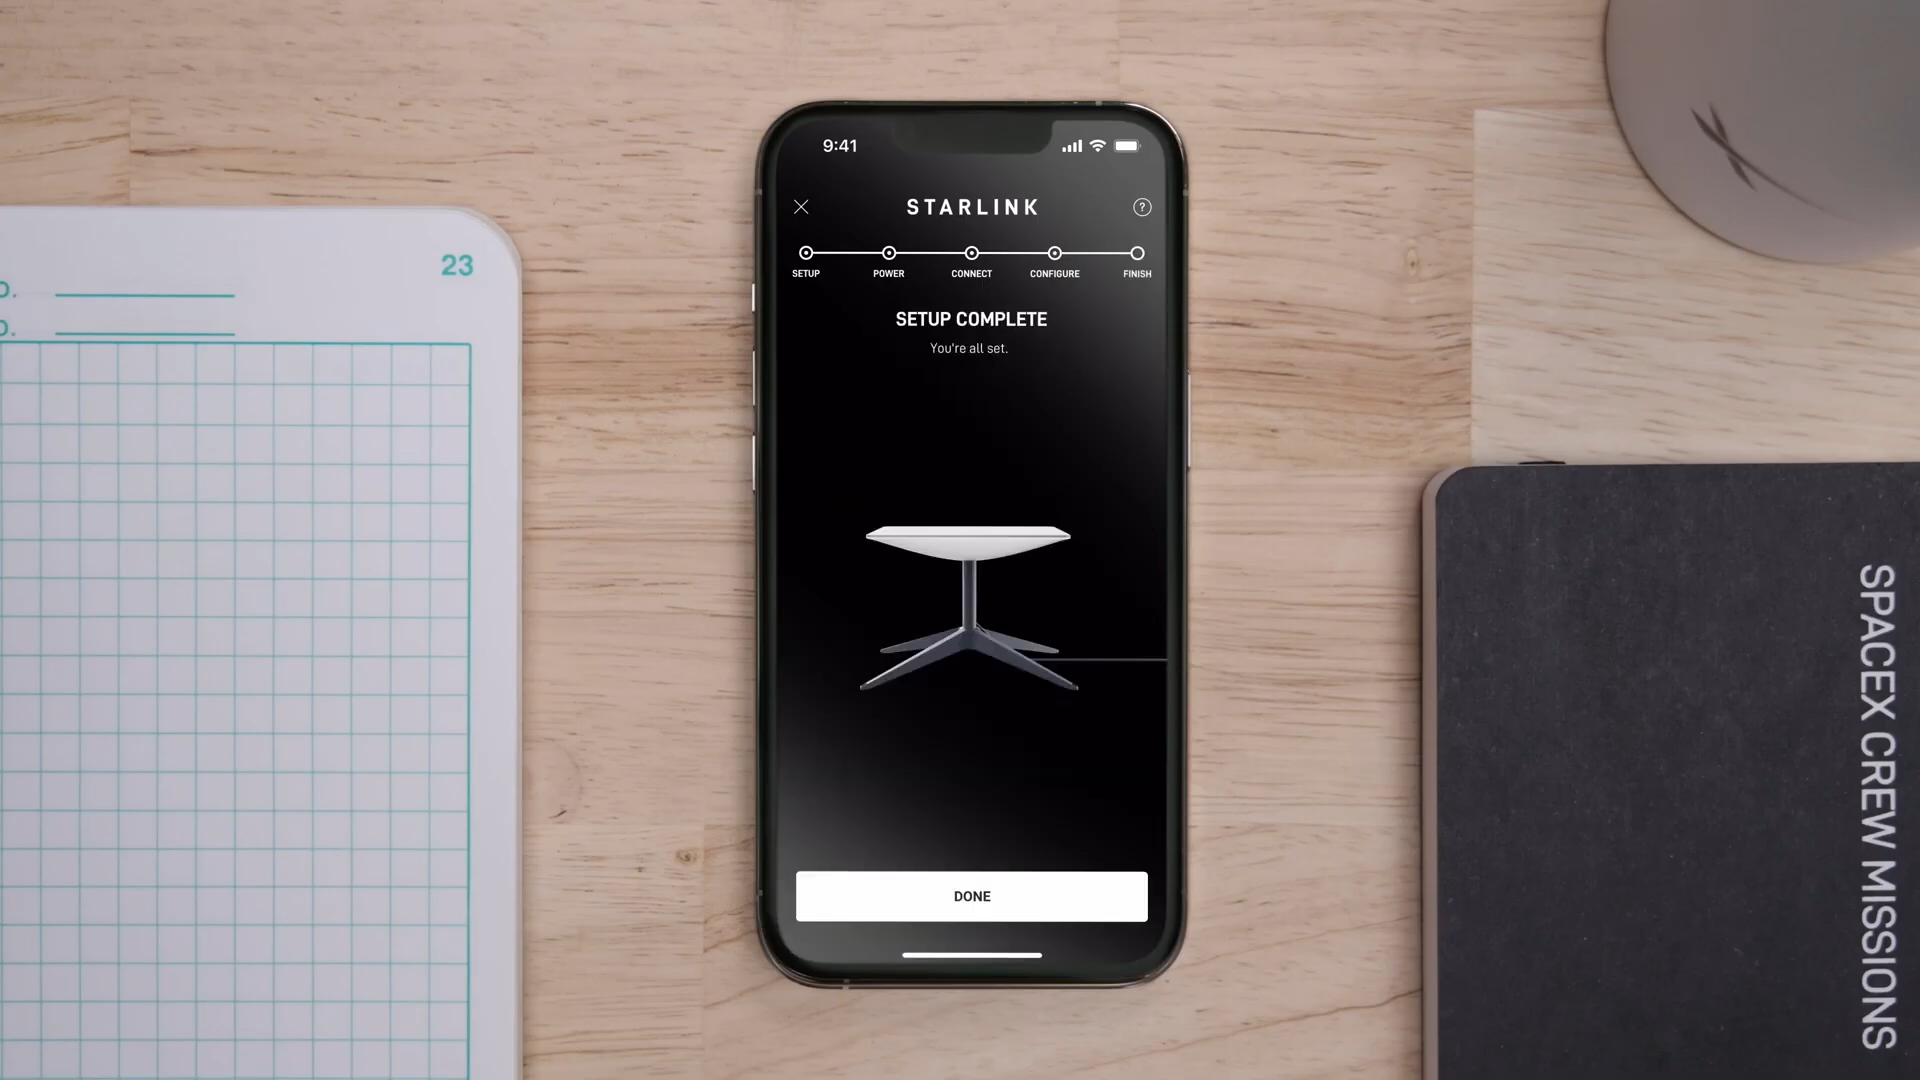 23
9:41
STARLINK
?
SETUP POWER CONNECT CONFIGURE FINISH
SETUP COMPLETE
You're all set.
DONE
SPACEX CREW MISSIONS